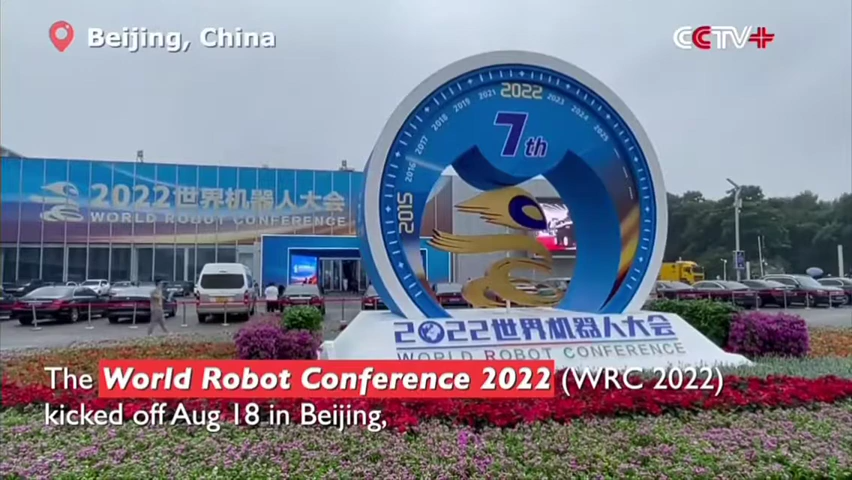 Beijing, China
CCTV+
2015 2016 2017 2018 2019 2021 2022 2023 2024 2025
7th
2022世界机器人大会
WORLD ROBOT CONFERENCE
2022世界机器人大会
WORLD ROBOT CONFERENCE
The World Robot Conference 2022 (WRC 2022)
kicked off Aug 18 in Beijing,